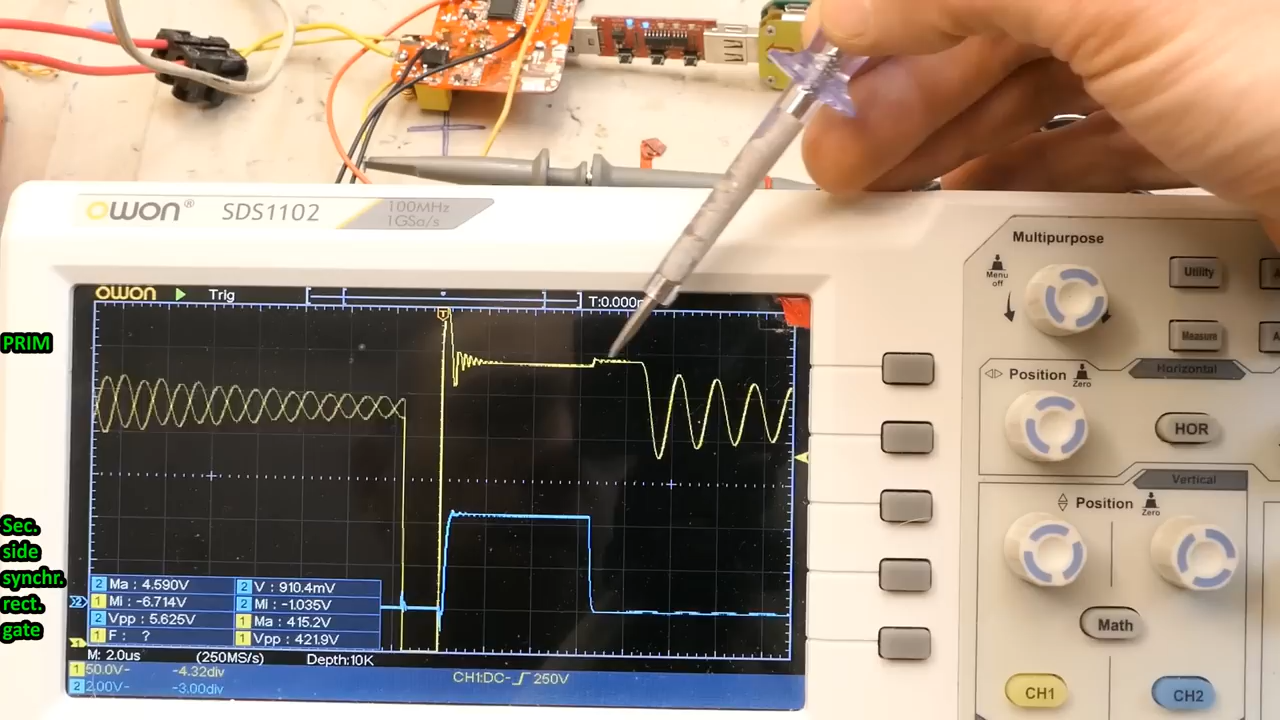 OWON® SDS1102 100MHz
1GSa/s
OWON Trig T:0.000
PRIM
Sec.
side
synchr.
rect.
gate
T
2 Ma : 4.590V 2 V : 910.4mV
1 Mi : -6.714V 2 Mi : -1.035V
2 Vpp : 5.625V 1 Ma : 415.2V
1 F : ? 1 Vpp : 421.9V
M: 2.0us (250MS/s) Depth:10K
1 50.0V~ -4.32div CH1:DC- 250V
2 2.00V~ -3.00div
2
1
Multipurpose
Menu
off
Utility
Measure
A
Horizontal
Position Zero
HOR
Vertical
Position Zero
Math
CH1
CH2